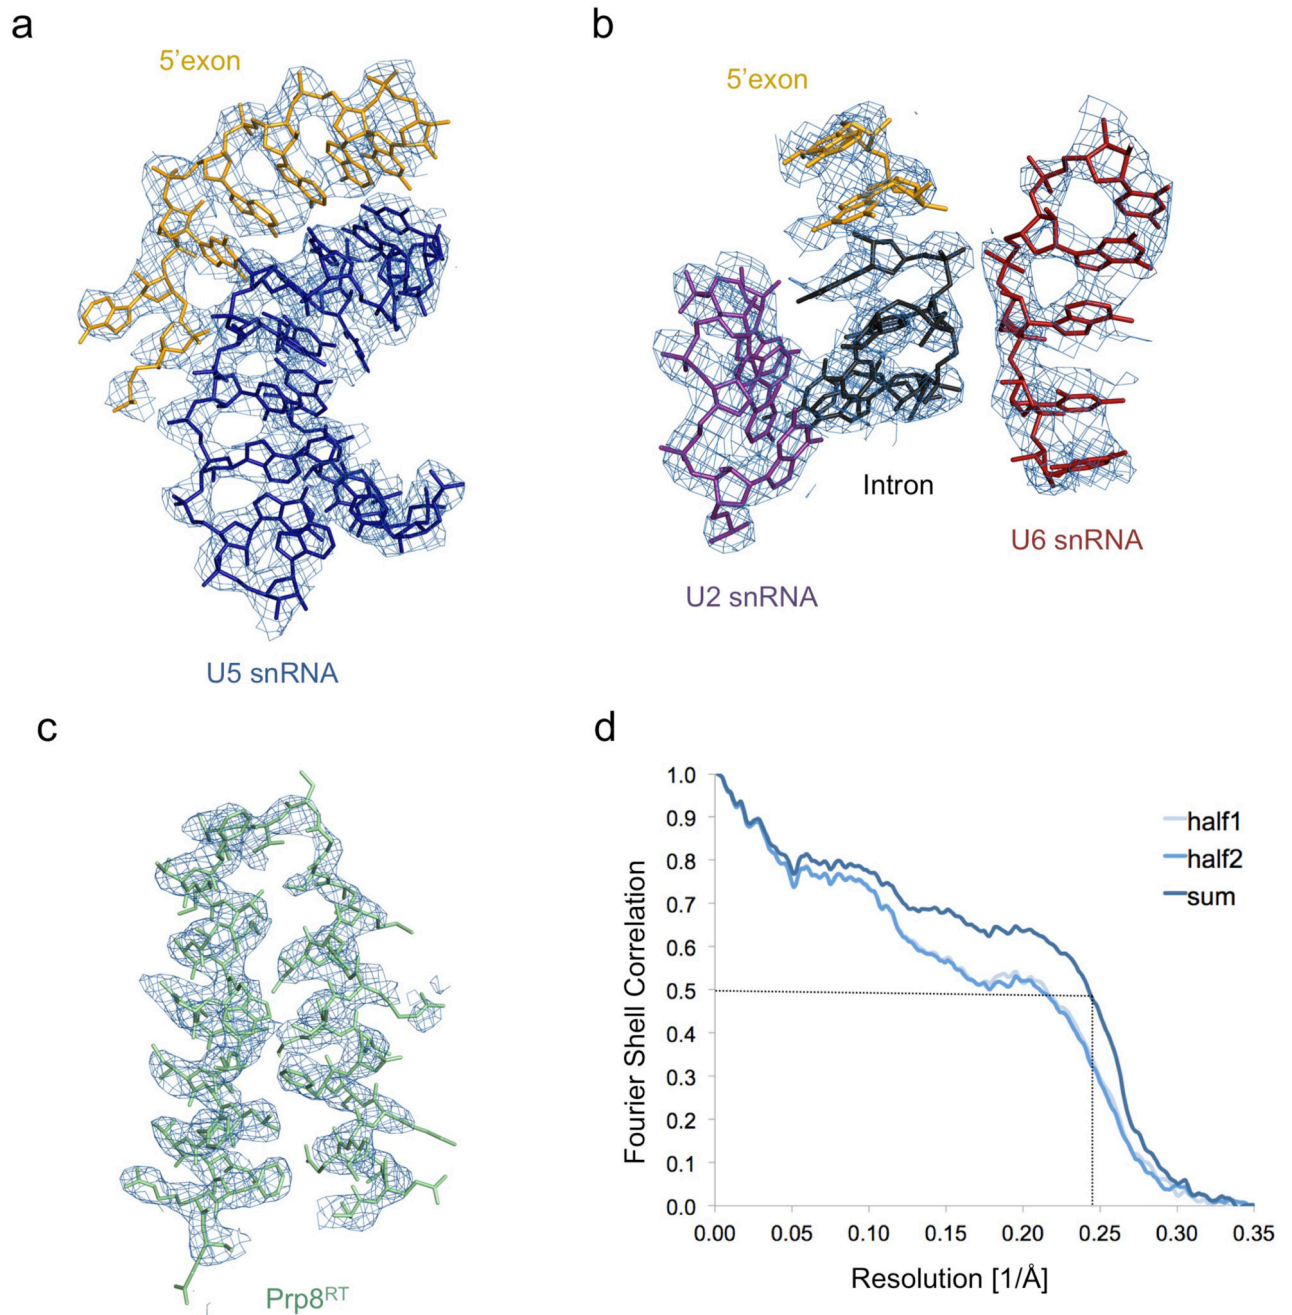 a
5'exon
U5 snRNA
b
5'exon
Intron
U6 snRNA
U2 snRNA
c
Prp8RT
d
1.0
0.9
0.8
0.7
0.6
0.5
0.4
0.3
0.2
0.1
0.0
Fourier Shell Correlation
half1
half2
sum
0.00 0.05 0.10 0.15 0.20 0.25 0.30 0.35
Resolution [1/Å]